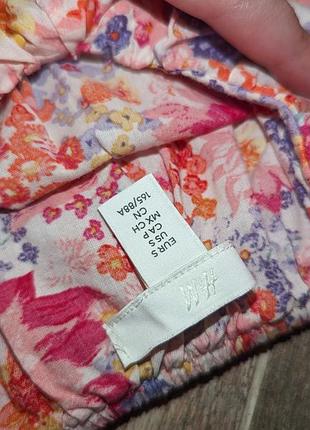 EUR S
US S
CA P
MX CH
CN
165/88A
H&M